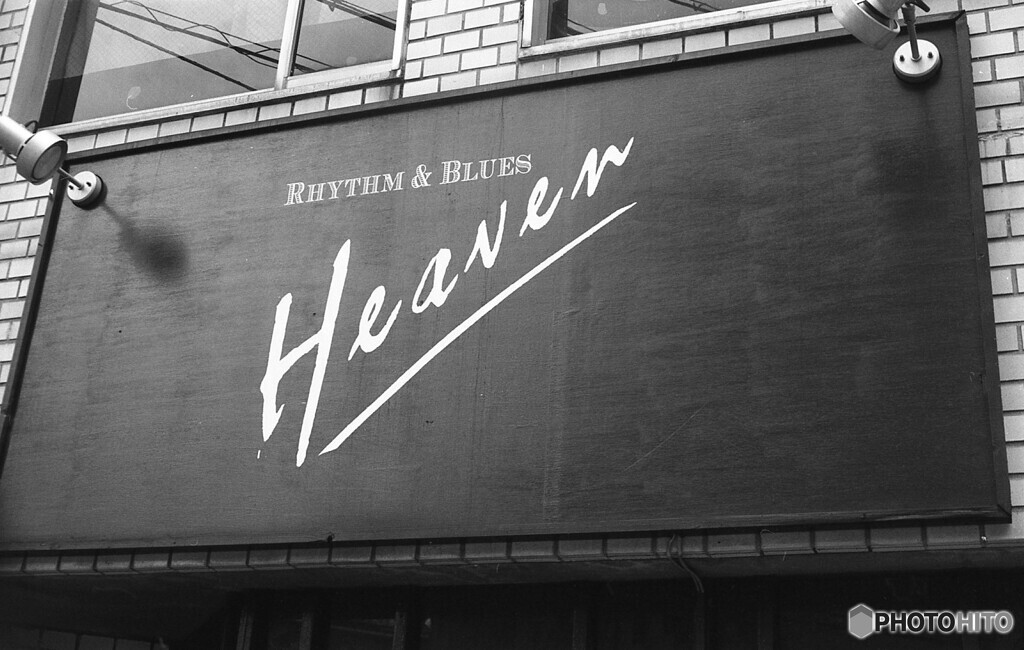 RHYTHM & BLUES
Heaven
PHOTOHITO